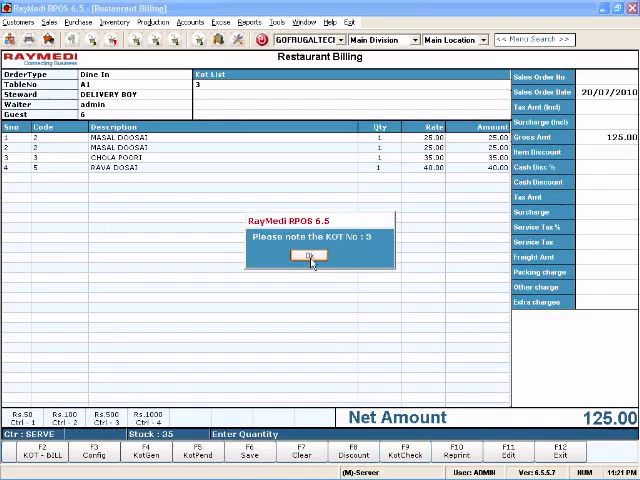 RayMedi RPOS 6.5 - [Restaurant Billing]
Customers Sales Purchase Inventory Production Accounts Excise Reports Tools Window Help Exit
GOFRUGALTECI Main Division Main Location <- Menu Search >>
RAYMEDI
Connecting Business
Restaurant Billing
OrderType Dine In Kot List
TableNo A1 3
Steward DELIVERY BOY
Waiter admin
Guest 6
Sales Order No
Sales Order Date 20/07/2010
Tax Amt (Incl)
Surcharge (Incl)
Gross Amt 125.00
Item Discount
Cash Disc %
Cash Discount
Tax Amt
Surcharge
Service Tax %
Service Tax
Freight Amt
Packing charge
Other charge
Extra charges
Sno Code Description Qty Rate Amount
1 2 MASAL DOOSAI 1 25.00 25.00
2 2 MASAL DOOSAI 1 25.00 25.00
3 3 CHOLA POORI 1 35.00 35.00
4 5 RAVA DOSAI 1 40.00 40.00
RayMedi RPOS 6.5
Please note the KOT No : 3
Rs.50 Rs.100 Rs.500 Rs.1000
Ctrl - 1 Ctrl - 2 Ctrl - 3 Ctrl - 4
Net Amount 125.00
Ctr : SERVE Stock : 35 Enter Quantity
F2 F3 F4 F5 F6 F7 F8 F9 F10 F11 F12
KOT - BILL Config KotGen KotPend Save Clear Discount KotCheck Reprint Edit Exit
(M)-Server User: ADMIN Ver: 6.5.5.7 NUM 11:21 PM